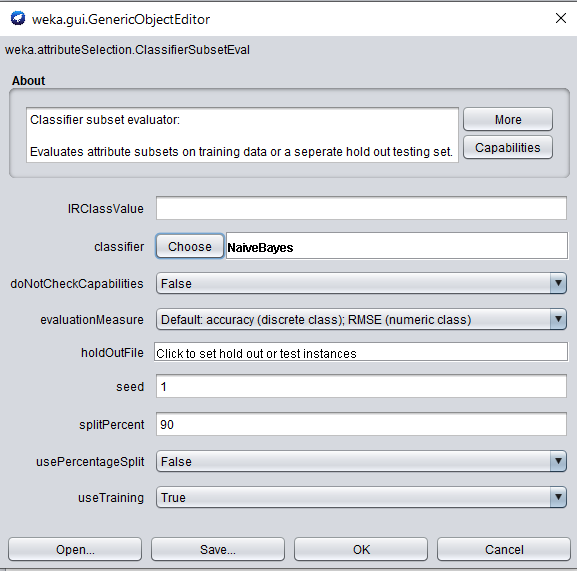 weka.gui.GenericObjectEditor
weka.attributeSelection.ClassifierSubsetEval
About
Classifier subset evaluator:
More
Evaluates attribute subsets on training data or a seperate hold out testing set.
Capabilities
IRClassValue
classifier Choose NaiveBayes
doNotCheckCapabilities False
evaluationMeasure Default: accuracy (discrete class); RMSE (numeric class)
holdOutFile Click to set hold out or test instances
seed 1
splitPercent 90
usePercentageSplit False
useTraining True
Open... Save... OK Cancel